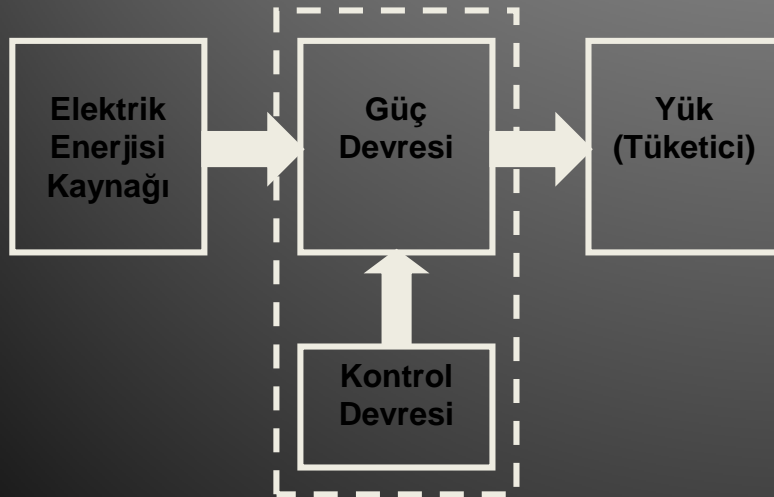 Elektrik
Enerjisi
Kaynağı
Güç
Devresi
Yük
(Tüketici)
Kontrol
Devresi